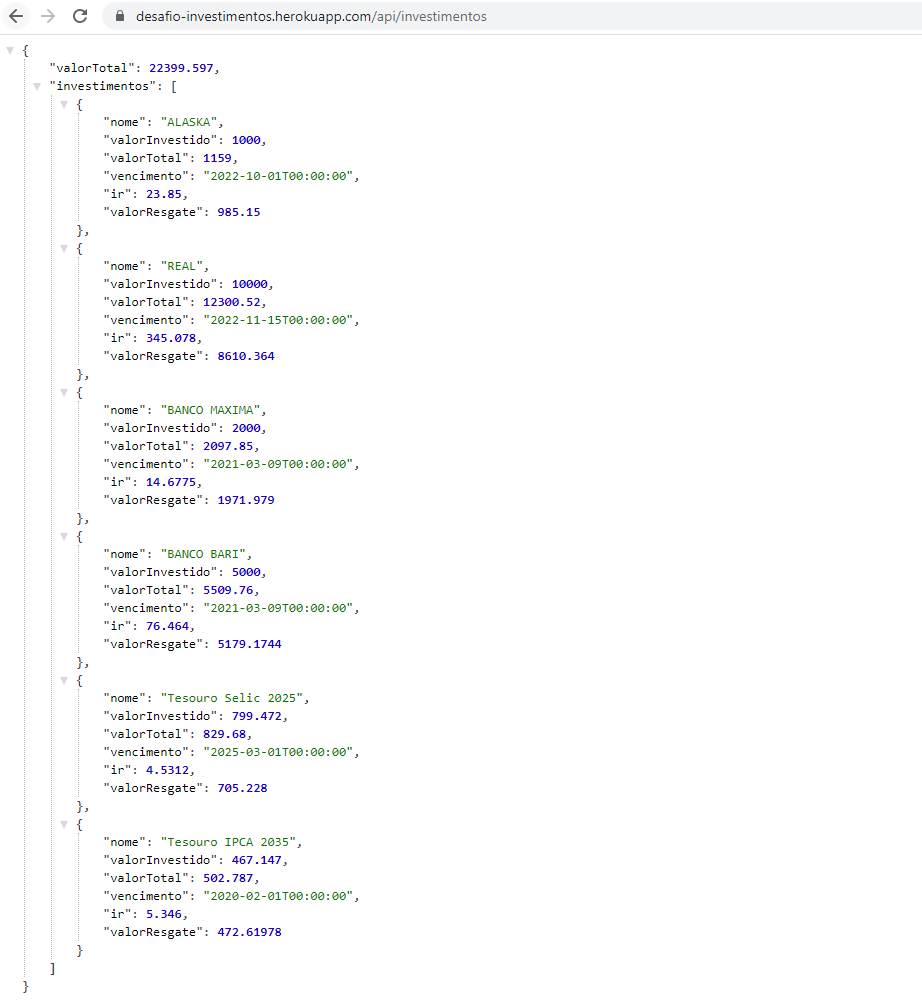 desafio-investimentos.herokuapp.com/api/investimentos
{
"valorTotal": 22399.597,
"investimentos": [
{
"nome": "ALASKA",
"valorInvestido": 1000,
"valorTotal": 1159,
"vencimento": "2022-10-01T00:00:00",
"ir": 23.85,
"valorResgate": 985.15
},
{
"nome": "REAL",
"valorInvestido": 10000,
"valorTotal": 12300.52,
"vencimento": "2022-11-15T00:00:00",
"ir": 345.078,
"valorResgate": 8610.364
},
{
"nome": "BANCO MAXIMA",
"valorInvestido": 2000,
"valorTotal": 2097.85,
"vencimento": "2021-03-09T00:00:00",
"ir": 14.6775,
"valorResgate": 1971.979
},
{
"nome": "BANCO BARI",
"valorInvestido": 5000,
"valorTotal": 5509.76,
"vencimento": "2021-03-09T00:00:00",
"ir": 76.464,
"valorResgate": 5179.1744
},
{
"nome": "Tesouro Selic 2025",
"valorInvestido": 799.472,
"valorTotal": 829.68,
"vencimento": "2025-03-01T00:00:00",
"ir": 4.5312,
"valorResgate": 705.228
},
{
"nome": "Tesouro IPCA 2035",
"valorInvestido": 467.147,
"valorTotal": 502.787,
"vencimento": "2020-02-01T00:00:00",
"ir": 5.346,
"valorResgate": 472.61978
}
]
}